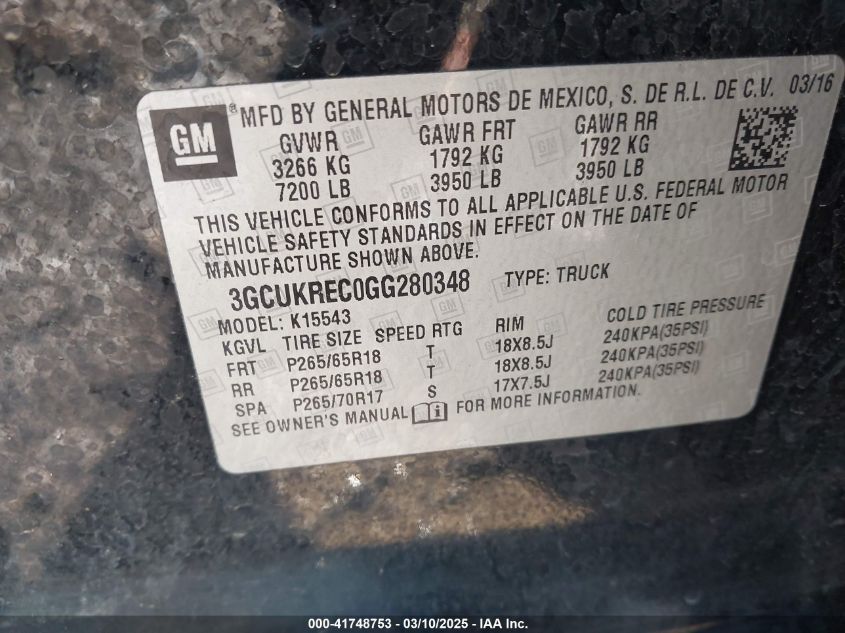 GM ® MFD BY GENERAL MOTORS DE MEXICO, S. DE R.L. DE C.V. 03/16
GVWR GAWR FRT GAWR RR
3266 KG 1792 KG 1792 KG
7200 LB 3950 LB 3950 LB
THIS VEHICLE CONFORMS TO ALL APPLICABLE U.S. FEDERAL MOTOR
VEHICLE SAFETY STANDARDS IN EFFECT ON THE DATE OF
MANUFACTURE SHOWN ABOVE.
3GCUKREC0GG280348 TYPE: TRUCK
MODEL: K15543
KGVL TIRE SIZE SPEED RTG RIM COLD TIRE PRESSURE
FRT P265/65R18 T 18X8.5J 240KPA(35PSI)
RR P265/65R18 T 18X8.5J 240KPA(35PSI)
SPA P265/70R17 S 17X7.5J 240KPA(35PSI)
SEE OWNER'S MANUAL i FOR MORE INFORMATION.
000-41748753 — 03/10/2025 - IAA Inc.